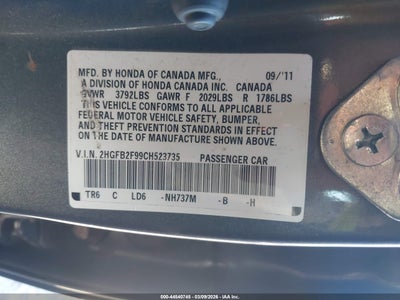 MFD. BY HONDA OF CANADA MFG., 09/'11
A DIVISION OF HONDA CANADA INC. CANADA
GVWR 3792LBS GAWR F 2029LBS R 1786LBS
THIS VEHICLE CONFORMS TO ALL APPLICABLE
FEDERAL MOTOR VEHICLE SAFETY, BUMPER,
AND THEFT PREVENTION STANDARDS IN EFFECT
ON THE DATE OF MANUFACTURE SHOWN ABOVE.
V.I.N. 2HGFB2F99CH523735 PASSENGER CAR
TR6 C LD6 -NH737M -B -H
000-44640745 - 03/09/2026 - IAAI.COM